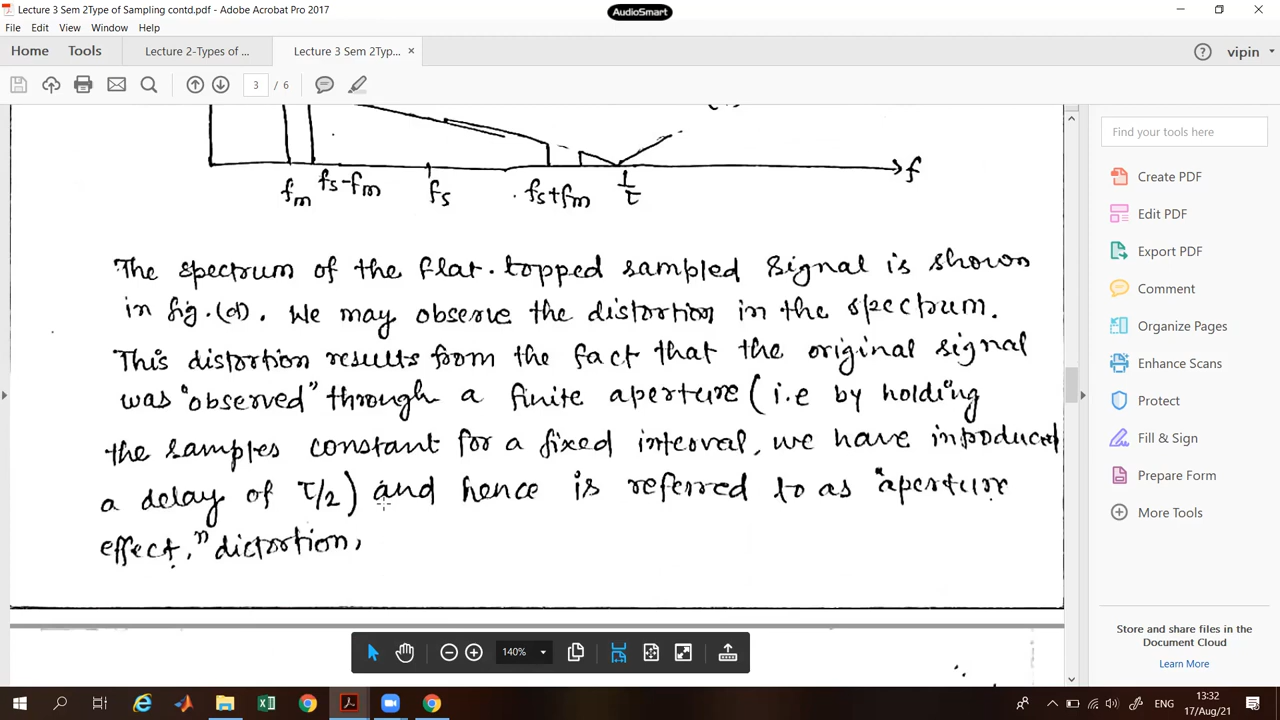 Lecture 3 Sem 2Type of Sampling contd.pdf - Adobe Acrobat Pro 2017
AudioSmart
File Edit View Window Help
Home Tools Lecture 2-Types of ... Lecture 3 Sem 2Typ... × vipin
3 / 6
Find your tools here
Create PDF
Edit PDF
Export PDF
Comment
Organize Pages
Enhance Scans
Protect
Fill & Sign
Prepare Form
More Tools
Store and share files in the
Document Cloud
Learn More
fm fs-fm fs fs+fm 1/τ f
The spectrum of the flat-topped sampled signal is shown
in fig.(d). We may observe the distortion in the spectrum.
This distortion results from the fact that the original signal
was "observed" through a finite aperture (i.e by holding
the samples constant for a fixed interval, we have introduced
a delay of τ/2) and hence is referred to as "aperture
effect," distortion,
140%
ENG
13:32
17/Aug/21